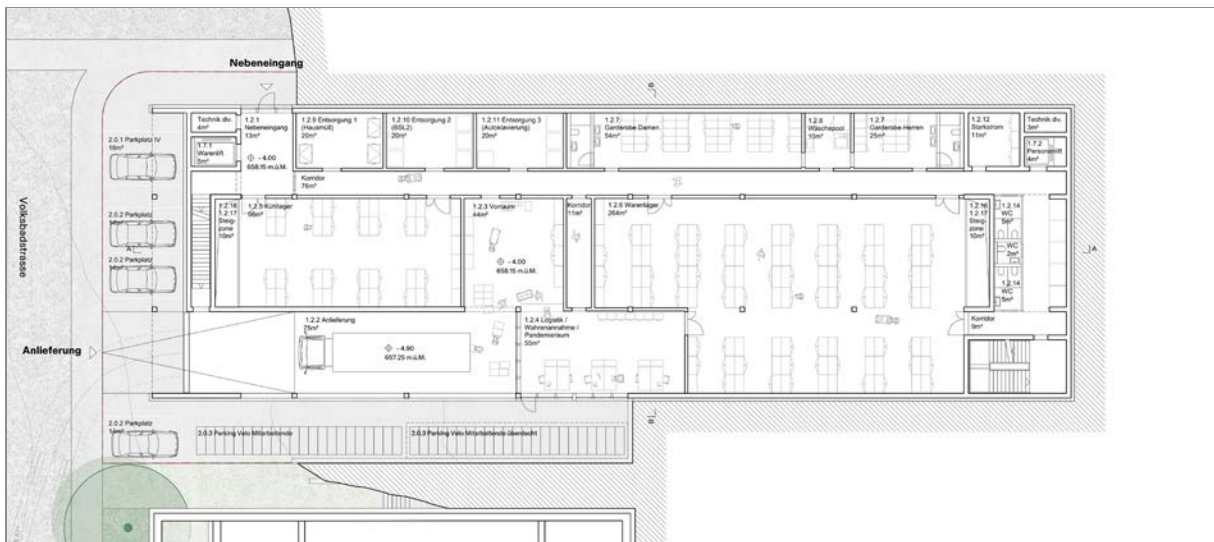 Nebeneingang
Technik div.
4m²
1.2.1
Nebeneingang
13m²
1.2.9 Entsorgung 1
(Hausmüll)
20m²
1.2.10 Entsorgung 2
(BSL2)
20m²
1.2.11 Entsorgung 3
(Autoklavierung)
20m²
1.2.7
Garderobe Damen
54m²
1.2.8
Wäschepool
10m²
1.2.7
Garderobe Herren
25m²
1.2.12
Starkstrom
11m²
Technik div.
3m²
1.7.1
Warenlift
5m²
1.7.2
Personenlift
4m²
- 4.00
658.15 m.ü.M.
Korridor
76m²
2.0.1 Parkplatz IV
18m²
2.0.2 Parkplatz
2.0.2 Parkplatz
Volksbadstrasse
1.2.16
1.2.17
Steig-
zone
10m²
1.2.5 Kühllager
1.2.3 Vorraum
44m²
- 4.00
658.15 m.ü.M.
Korridor
11m²
1.2.6 Warenlager
264m²
1.2.16
1.2.17
Steig-
zone
10m²
1.2.14
WC
5m²
WC
2m²
1.2.14
WC
5m²
Korridor
9m²
A
A
B
B
Anlieferung
1.2.2 Anlieferung
75m²
- 4.90
657.25 m.ü.M.
1.2.4 Logistik /
Wahrenannahme /
Pandemieraum
55m²
2.0.2 Parkplatz
14m²
2.0.3 Parking Velo Mitarbeitende
2.0.3 Parking Velo Mitarbeitende überdacht